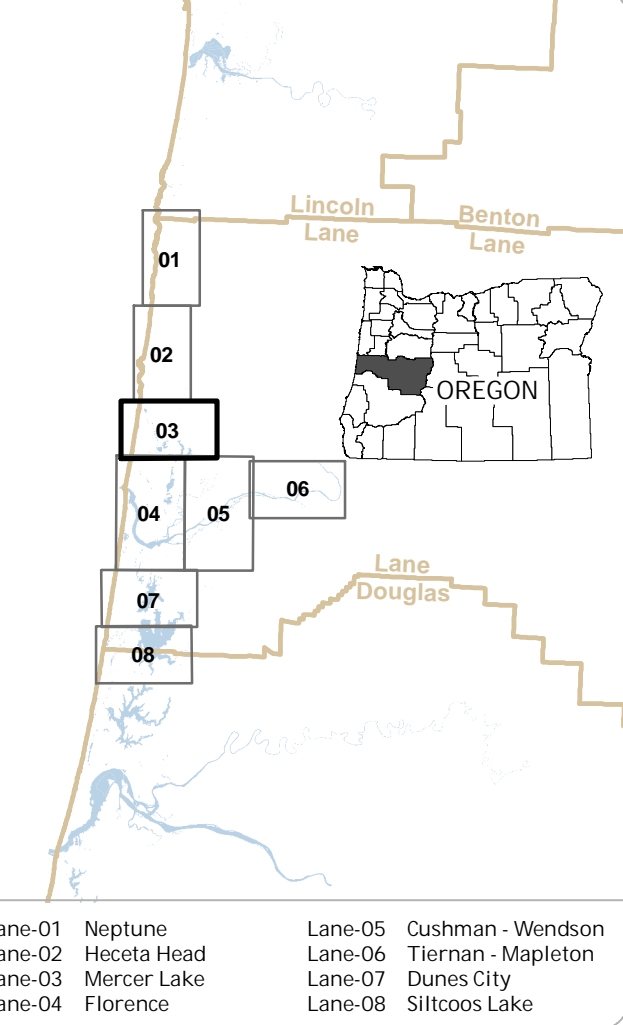 Lincoln
Benton
Lane
Lane
01
02
OREGON
03
06
04
05
Lane
Douglas
07
08
ane-01 Neptune
ane-02 Heceta Head
ane-03 Mercer Lake
ane-04 Florence
Lane-05 Cushman - Wendson
Lane-06 Tiernan - Mapleton
Lane-07 Dunes City
Lane-08 Siltcoos Lake